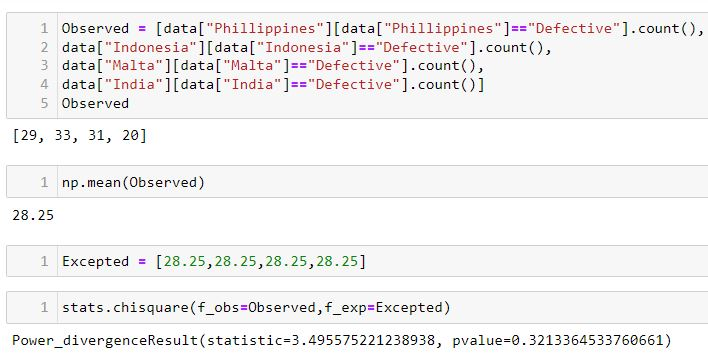 1 Observed = [data["Phillippines"][data["Phillippines"]=="Defective"].count(),
2 data["Indonesia"][data["Indonesia"]=="Defective"].count(),
3 data["Malta"][data["Malta"]=="Defective"].count(),
4 data["India"][data["India"]=="Defective"].count()]
5 Observed
[29, 33, 31, 20]
1 np.mean(Observed)
28.25
1 Excepted = [28.25,28.25,28.25,28.25]
1 stats.chisquare(f_obs=Observed,f_exp=Excepted)
Power_divergenceResult(statistic=3.495575221238938, pvalue=0.3213364533760661)